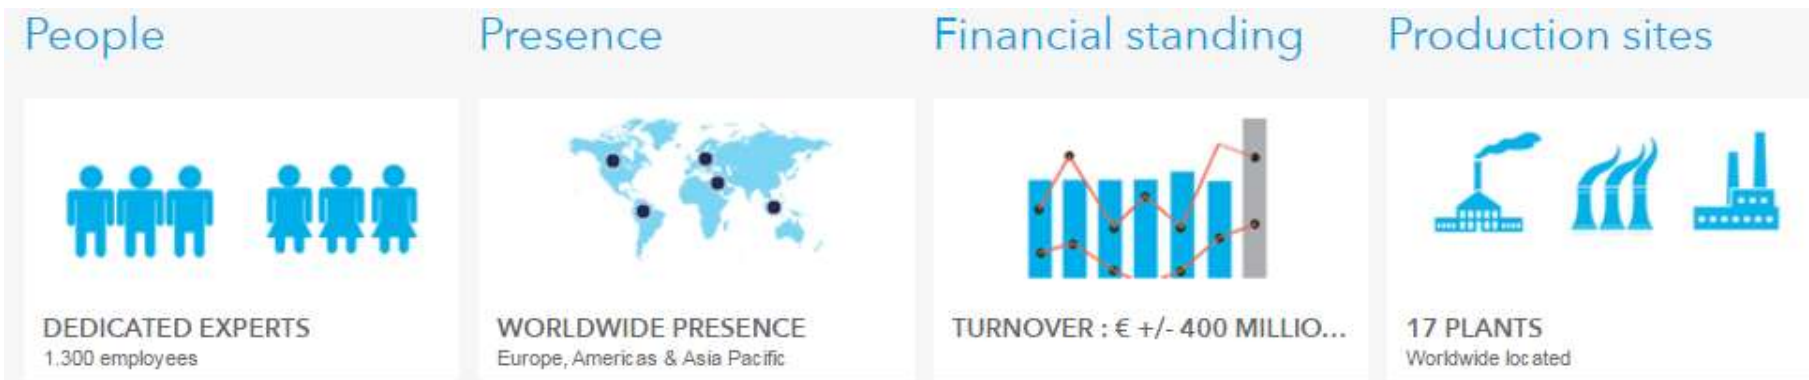 People
Presence
Financial standing
Production sites
DEDICATED EXPERTS
1.300 employees
WORLDWIDE PRESENCE
Europe, Americas & Asia Pacific
TURNOVER : € +/- 400 MILLIO...
17 PLANTS
Worldwide located